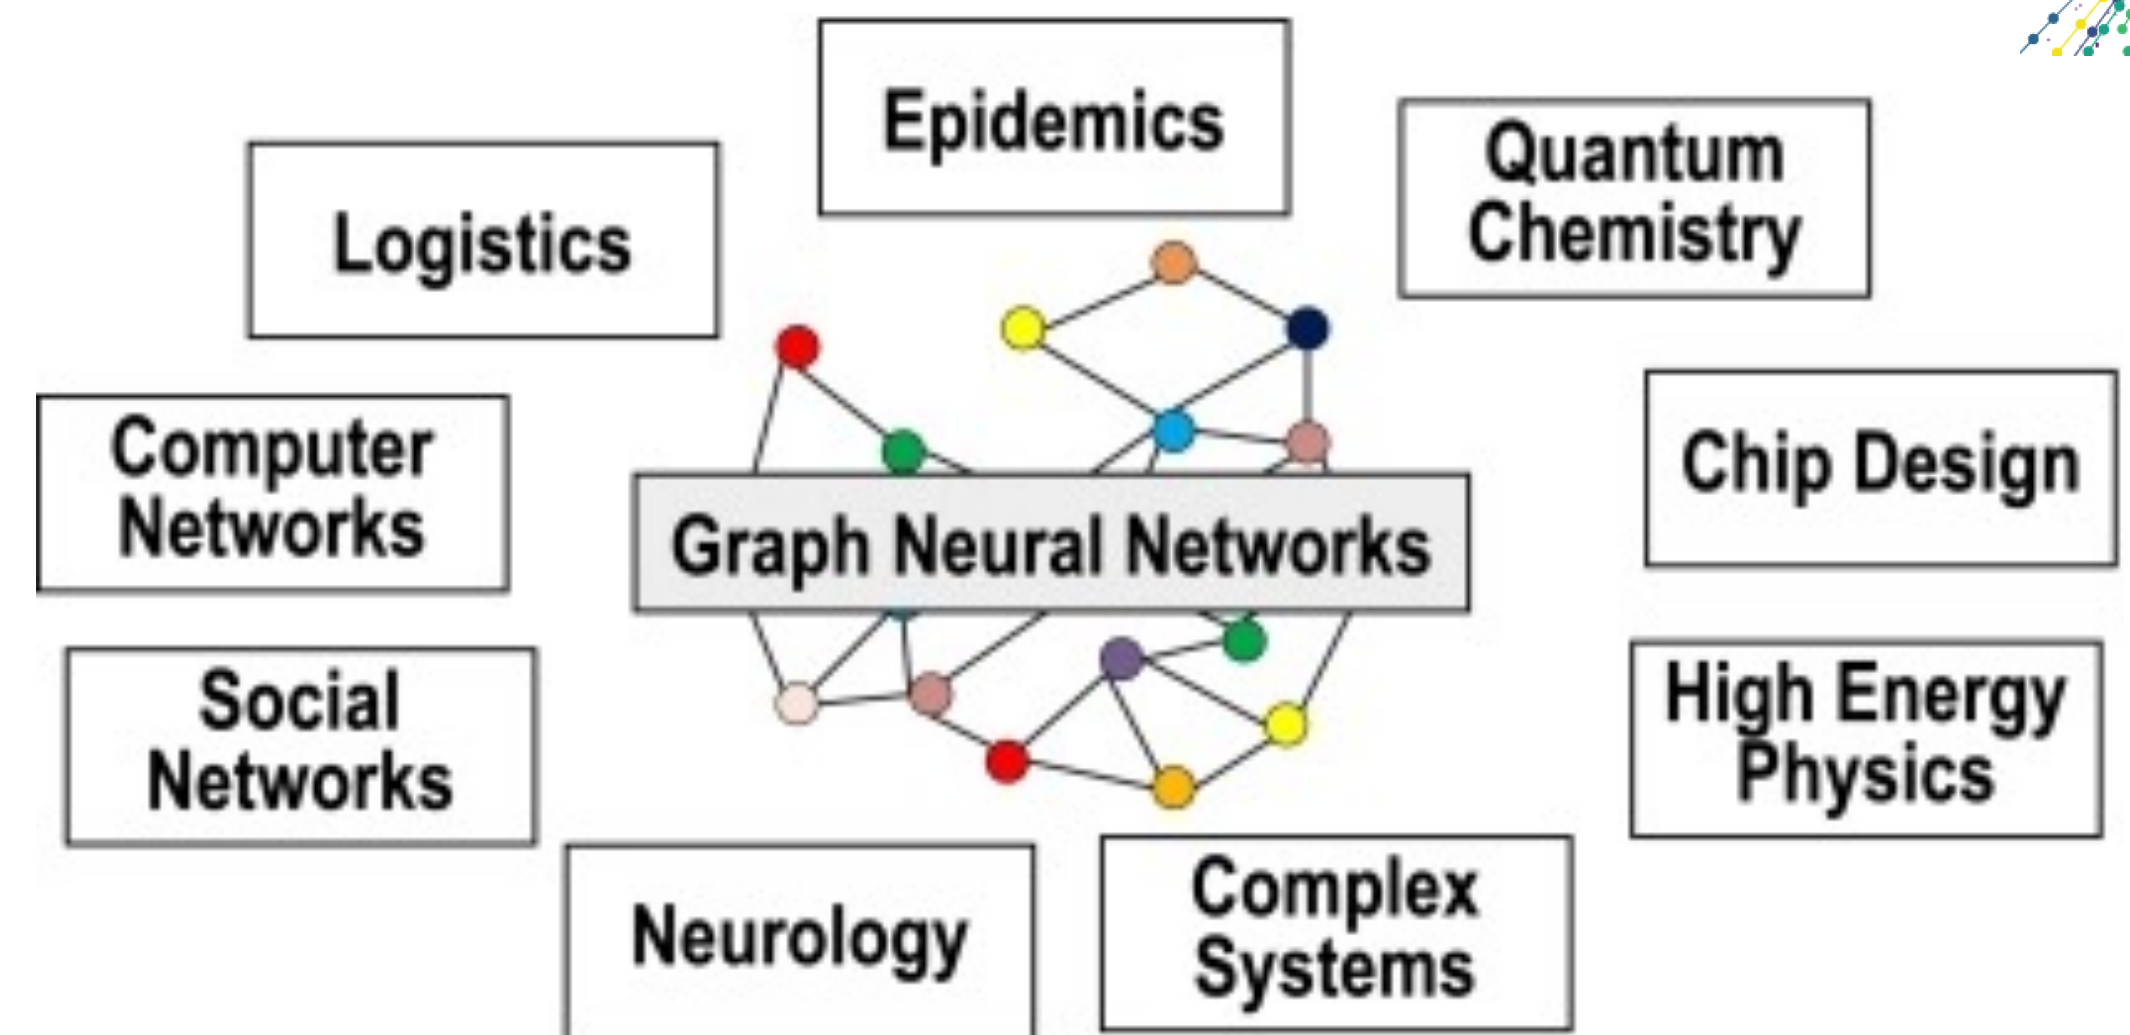 Epidemics
Quantum
Chemistry
Logistics
Computer
Networks
Chip Design
Graph Neural Networks
Social
Networks
High Energy
Physics
Neurology
Complex
Systems